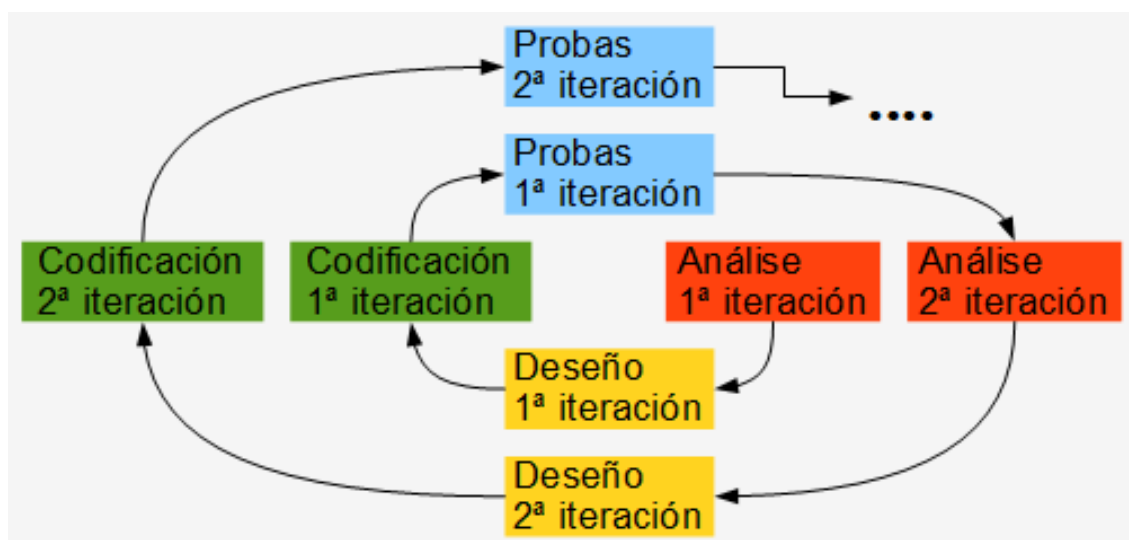 Probas
2ª iteración
....
Probas
1ª iteración
Codificación
2ª iteración
Codificación
1ª iteración
Análise
1ª iteración
Análise
2ª iteración
Deseño
1ª iteración
Deseño
2ª iteración